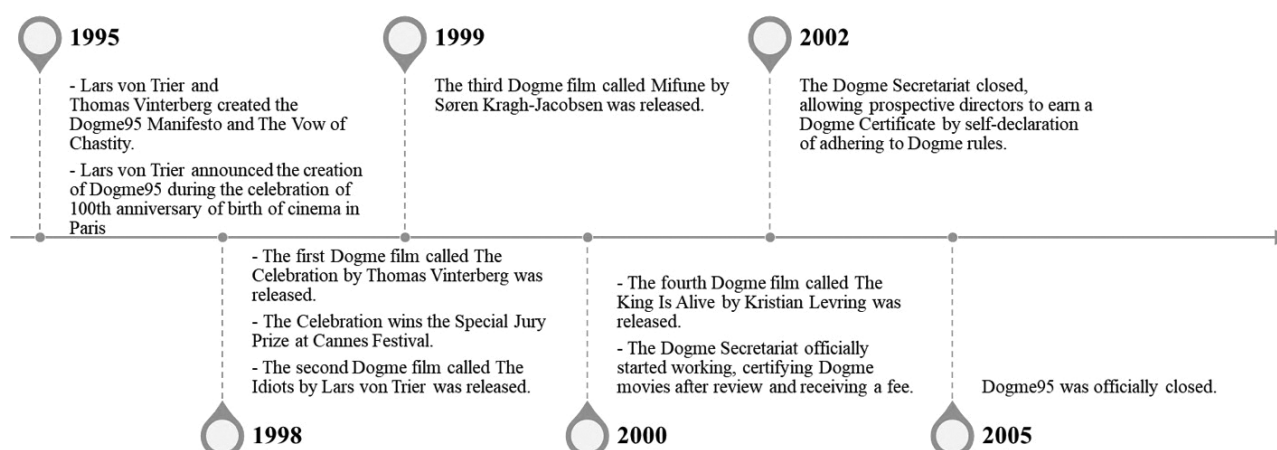 1995
- Lars von Trier and
Thomas Vinterberg created the
Dogme95 Manifesto and The Vow of
Chastity.
- Lars von Trier announced the creation
of Dogme95 during the celebration of
100th anniversary of birth of cinema in
Paris
- The first Dogme film called The
Celebration by Thomas Vinterberg was
released.
- The Celebration wins the Special Jury
Prize at Cannes Festival.
- The second Dogme film called The
Idiots by Lars von Trier was released.
1998
1999
The third Dogme film called Mifune by
Søren Kragh-Jacobsen was released.
- The fourth Dogme film called The
King Is Alive by Kristian Levring was
released.
- The Dogme Secretariat officially
started working, certifying Dogme
movies after review and receiving a fee.
2000
2002
The Dogme Secretariat closed,
allowing prospective directors to earn a
Dogme Certificate by self-declaration
of adhering to Dogme rules.
Dogme95 was officially closed.
2005